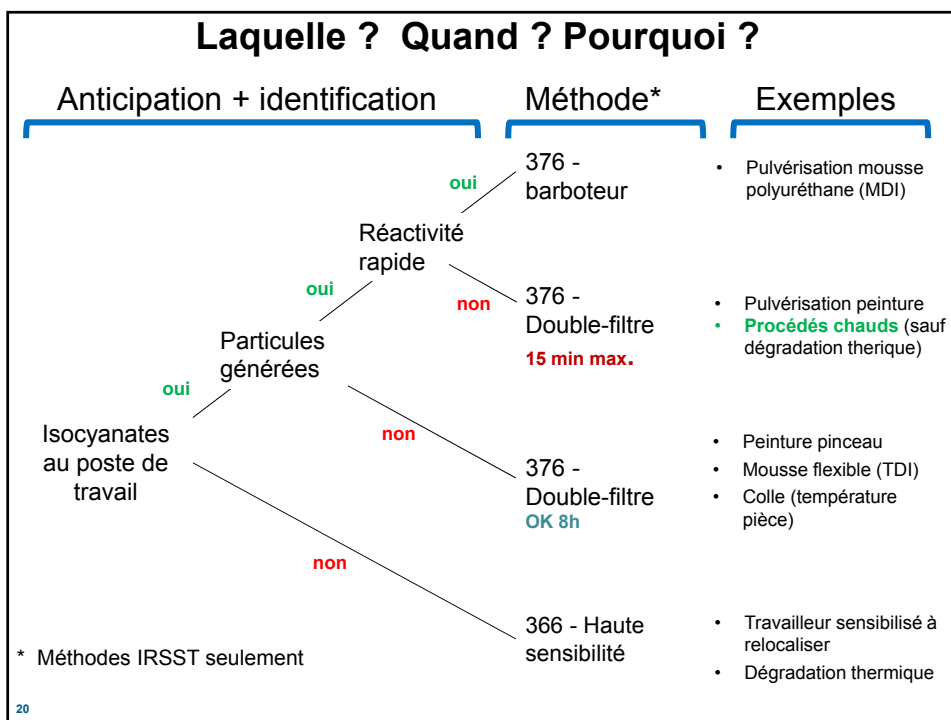 Laquelle ? Quand ? Pourquoi ?
Anticipation + identification
Méthode*
Exemples
oui
376 -
barboteur
• Pulvérisation mousse
polyuréthane (MDI)
Réactivité
rapide
oui
non
376 -
Double-filtre
15 min max.
• Pulvérisation peinture
• Procédés chauds (sauf
dégradation therique)
Particules
générées
oui
non
Isocyanates
au poste de
travail
376 -
Double-filtre
OK 8h
• Peinture pinceau
• Mousse flexible (TDI)
• Colle (température
pièce)
non
366 - Haute
sensibilité
• Travailleur sensibilisé à
relocaliser
• Dégradation thermique
* Méthodes IRSST seulement
20